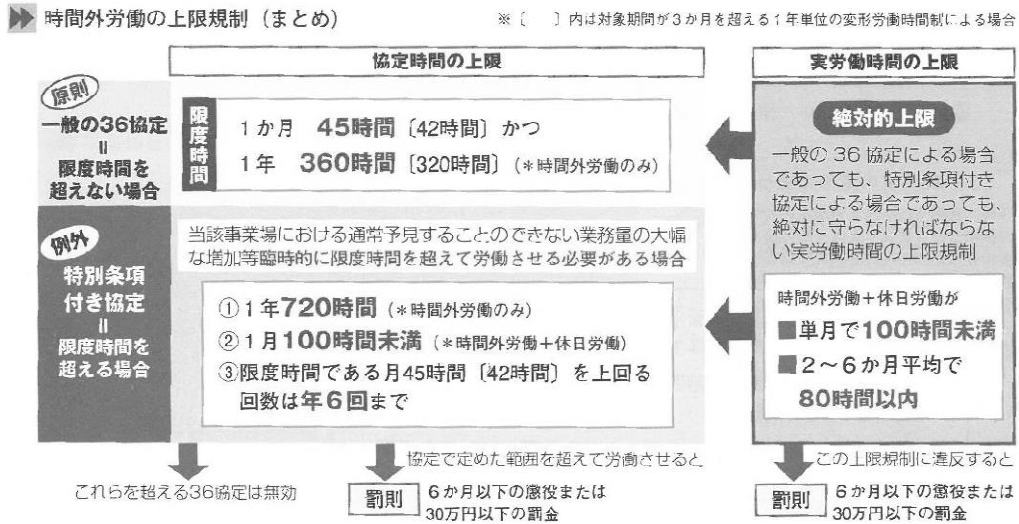 時間外労働の上限規制（まとめ）
※〔　　〕内は対象期間が３か月を超える１年単位の変形労働時間制による場合
協定時間の上限
原則
一般の36協定
＝
限度時間を
超えない場合
限度時間
１か月　45時間〔42時間〕かつ
１年　360時間〔320時間〕（＊時間外労働のみ）
例外
特別条項
付き協定
＝
限度時間を
超える場合
当該事業場における通常予見することのできない業務量の大幅
な増加等臨時的に限度時間を超えて労働させる必要がある場合
①１年720時間（＊時間外労働のみ）
②１月100時間未満（＊時間外労働＋休日労働）
③限度時間である月45時間〔42時間〕を上回る
回数は年６回まで
これらを超える36協定は無効
協定で定めた範囲を超えて労働させると
罰則
６か月以下の懲役または
30万円以下の罰金
実労働時間の上限
絶対的上限
一般の36協定による場合
であっても、特別条項付き
協定による場合であっても、
絶対に守らなければならな
い実労働時間の上限規制
時間外労働＋休日労働が
■単月で100時間未満
■２〜６か月平均で
80時間以内
この上限規制に違反すると
罰則
６か月以下の懲役または
30万円以下の罰金